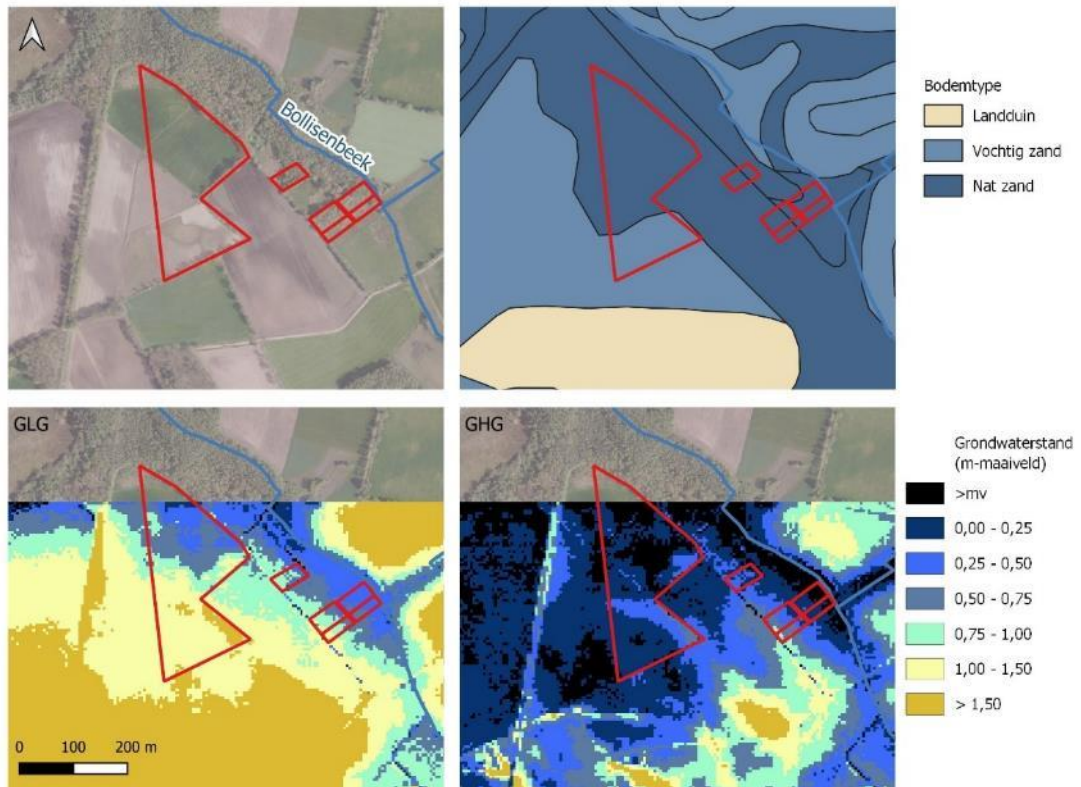 Bollisenbeek
Bodemtype
Landduin
Vochtig zand
Nat zand
GLG
GHG
Grondwaterstand
(m-maaiveld)
>mv
0,00 - 0,25
0,25 - 0,50
0,50 - 0,75
0,75 - 1,00
1,00 - 1,50
> 1,50
0 100 200 m